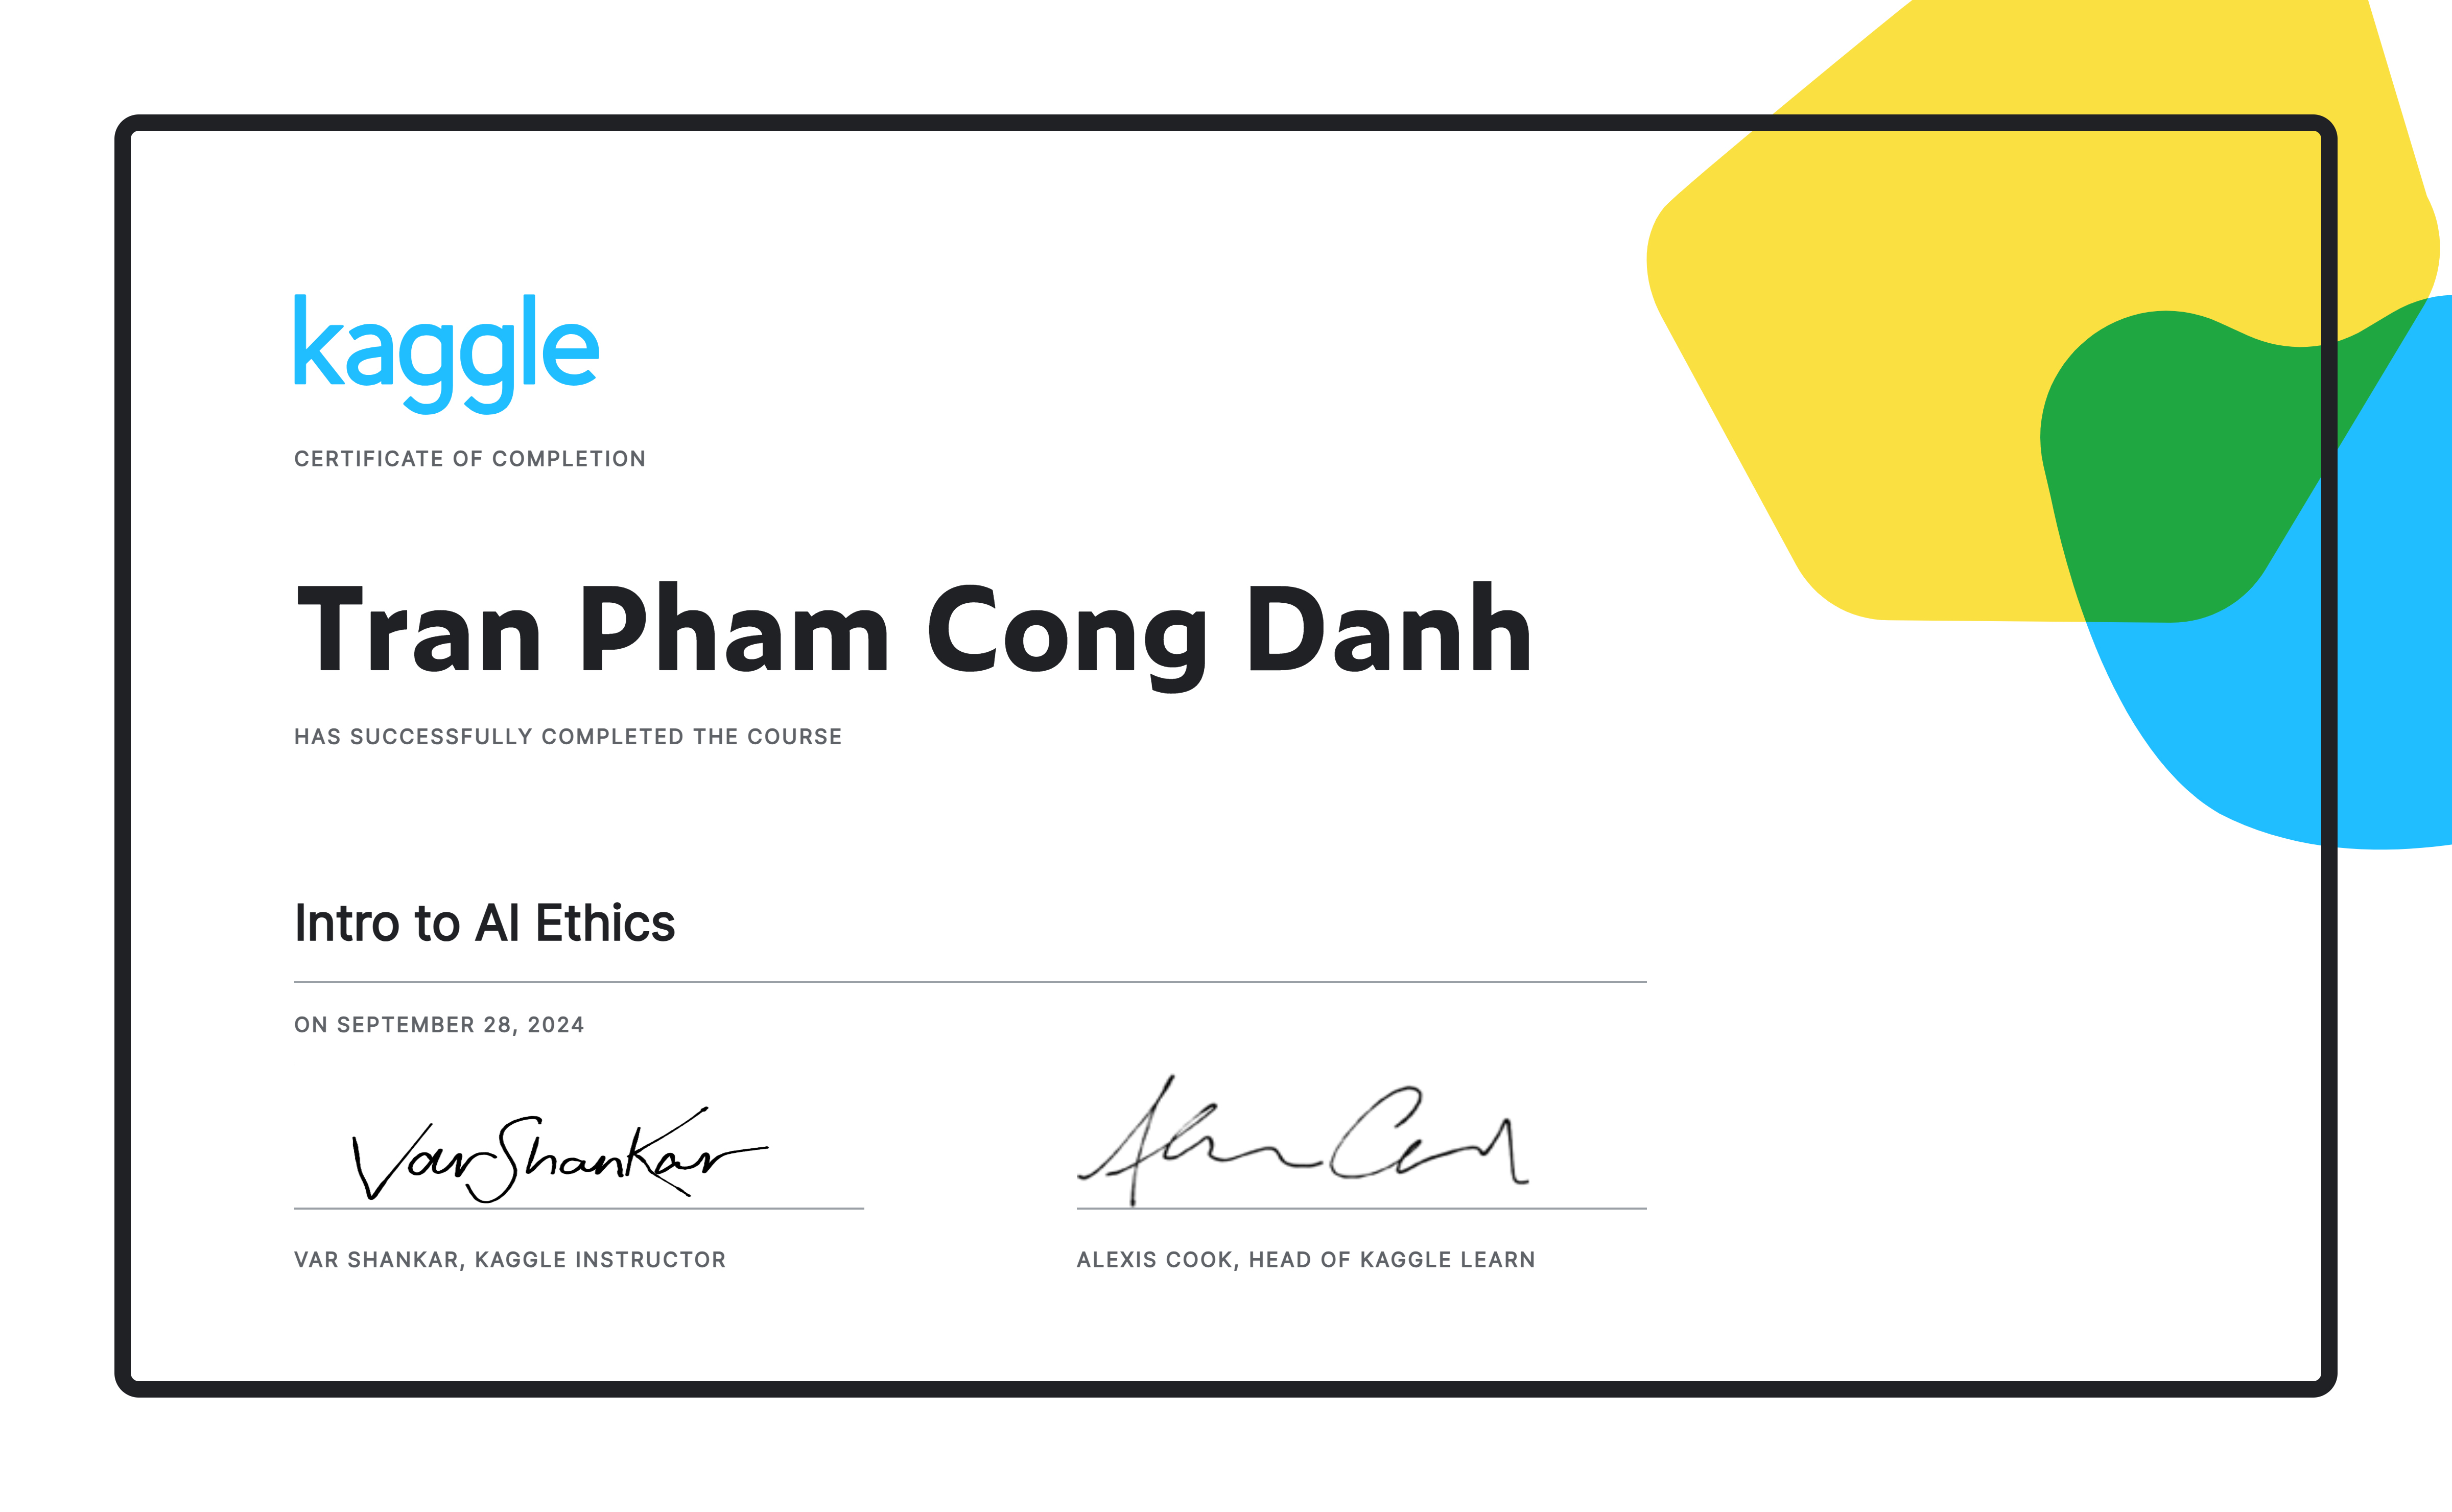 kaggle
CERTIFICATE OF COMPLETION
Tran Pham Cong Danh
HAS SUCCESSFULLY COMPLETED THE COURSE
Intro to AI Ethics
ON SEPTEMBER 28, 2024
Var Shankar
VAR SHANKAR, KAGGLE INSTRUCTOR
ALEXIS COOK, HEAD OF KAGGLE LEARN